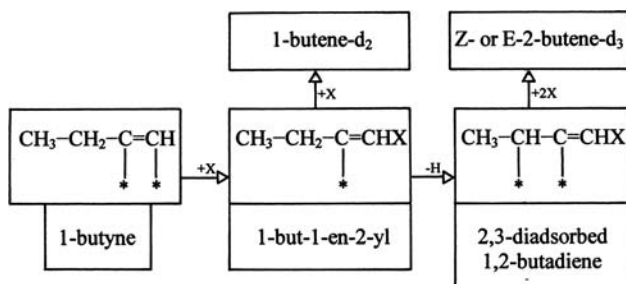 1-butene-d₂
Z- or E-2-butene-d₃
+X
+2X
CH₃–CH₂–C=CH
* *
+X
CH₃–CH₂–C=CHX
*
-H
CH₃–CH–C=CHX
* *
1-butyne
1-but-1-en-2-yl
2,3-diadsorbed
1,2-butadiene